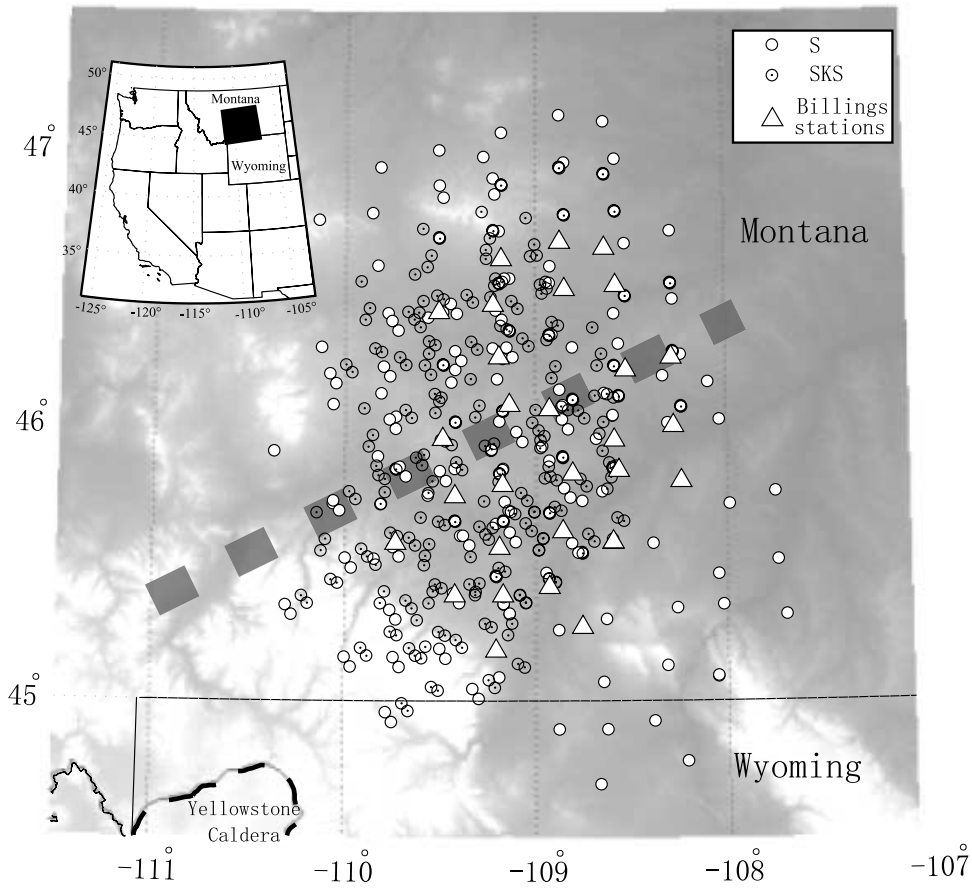 S
SKS
Billings
stations
50°
45°
40°
35°
Montana
Wyoming
-125°
-120°
-115°
-110°
-105°
47°
46°
45°
Montana
Wyoming
Yellowstone
Caldera
-111°
-110°
-109°
-108°
-107°